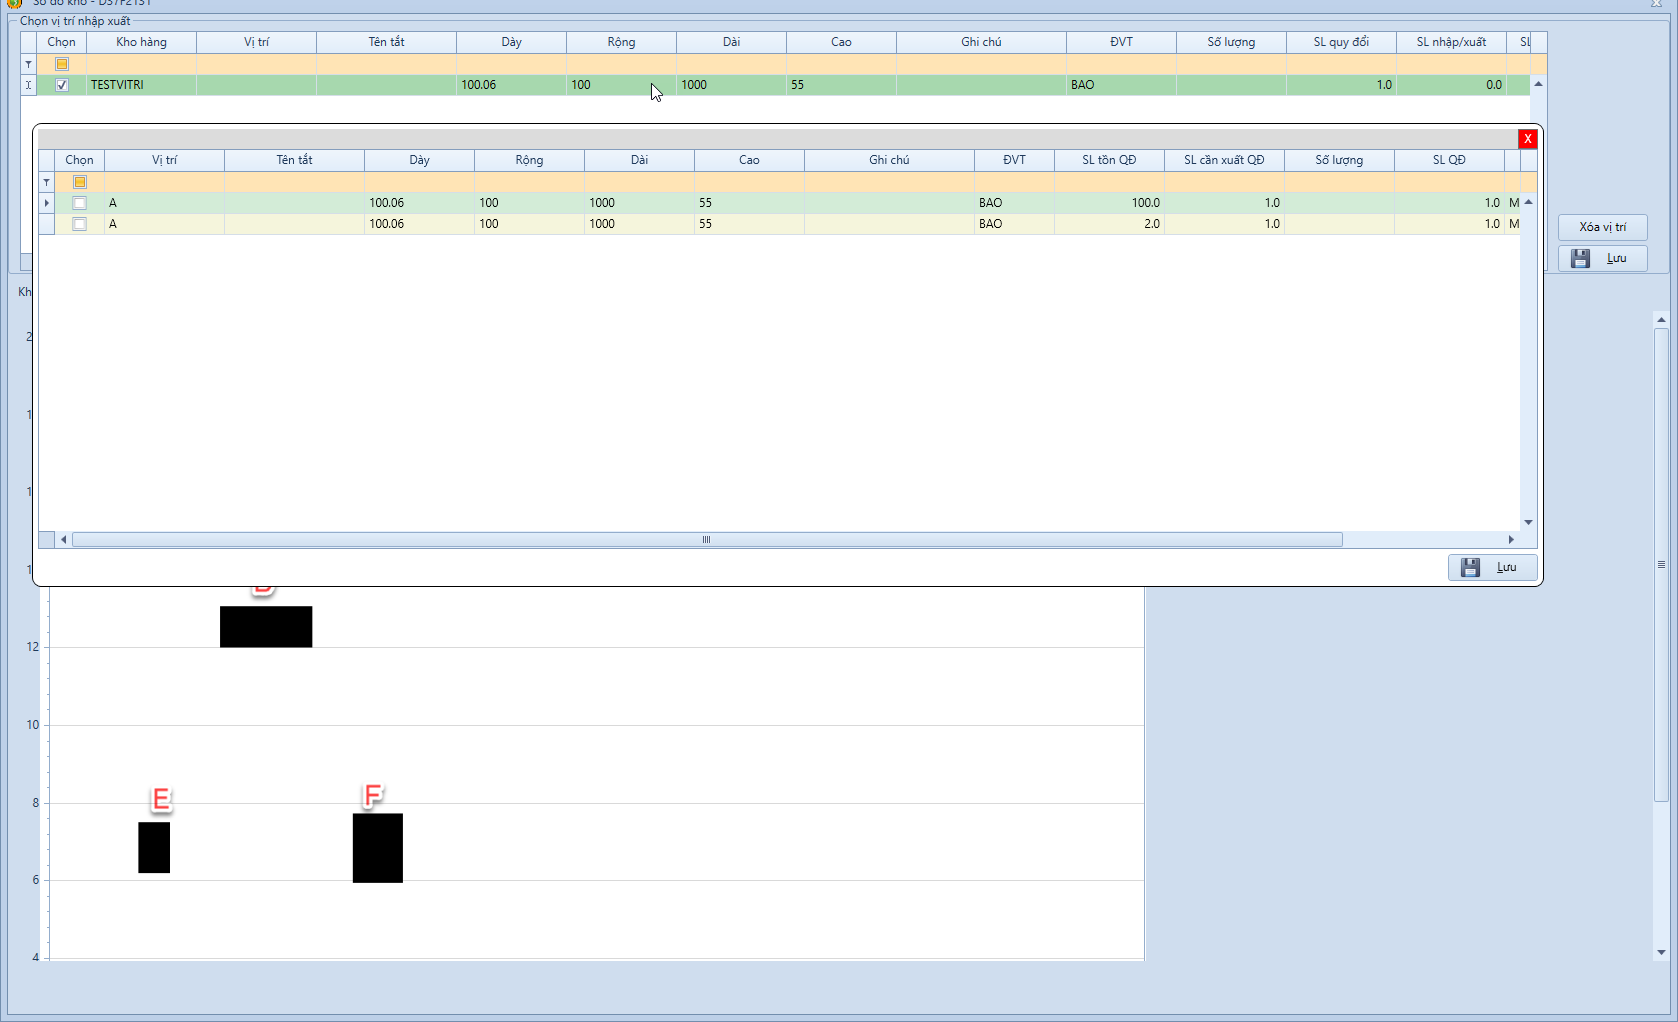 Sơ đồ kho - D37F2131
Chọn vị trí nhập xuất
Chọn Kho hàng Vị trí Tên tắt Dày Rộng Dài Cao Ghi chú ĐVT Số lượng SL quy đổi SL nhập/xuất SL
TESTVITRI 100.06 100 1000 55 BAO 1.0 0.0
X
Chọn Vị trí Tên tắt Dày Rộng Dài Cao Ghi chú ĐVT SL tồn QĐ SL cần xuất QĐ Số lượng SL QĐ
A 100.06 100 1000 55 BAO 100.0 1.0 1.0 M
A 100.06 100 1000 55 BAO 2.0 1.0 1.0 M
Xóa vị trí
Lưu
Kh
2
1
1
1
Lưu
D
12
10
8
E F
6
4